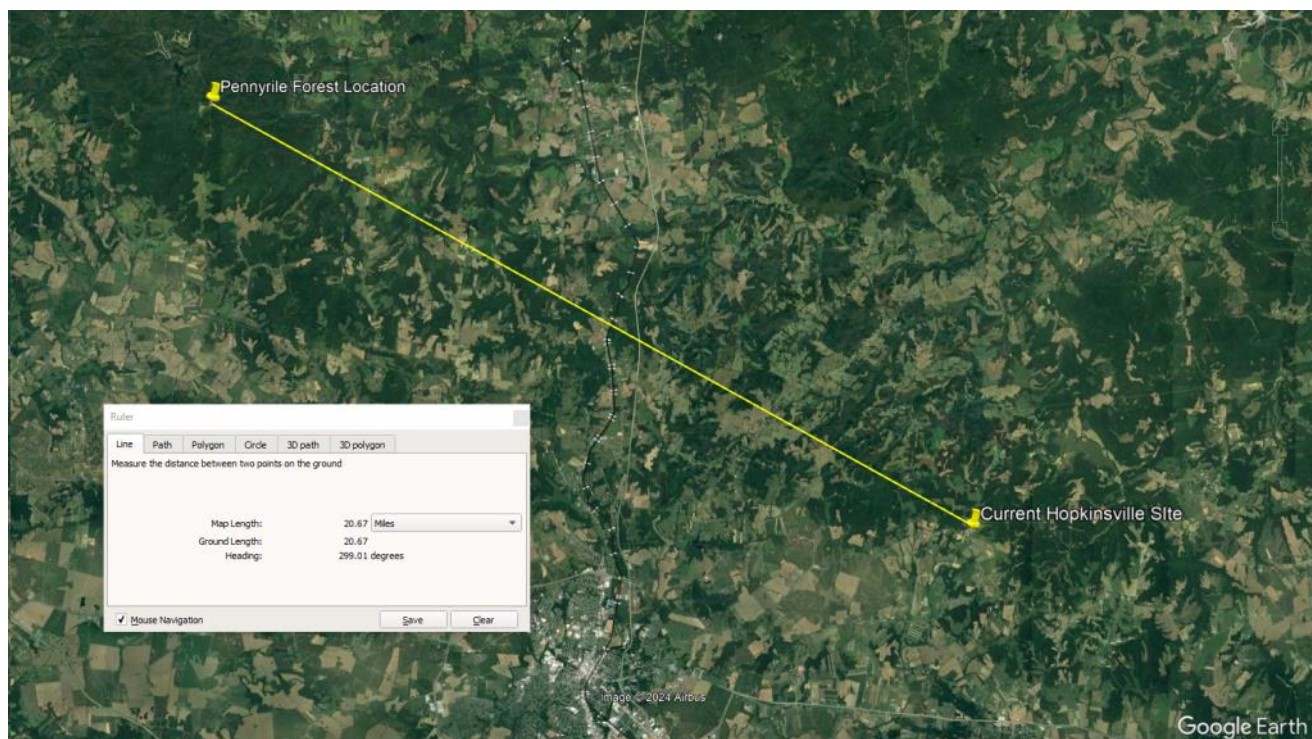 Pennyrile Forest Location
Ruler
Line Path Polygon Circle 3D path 3D polygon
Measure the distance between two points on the ground
Map Length: 20.67 Miles
Ground Length: 20.67
Heading: 299.01 degrees
Mouse Navigation Save Clear
Current Hopkinsville SIte
Image © 2024 Airbus
Google Earth